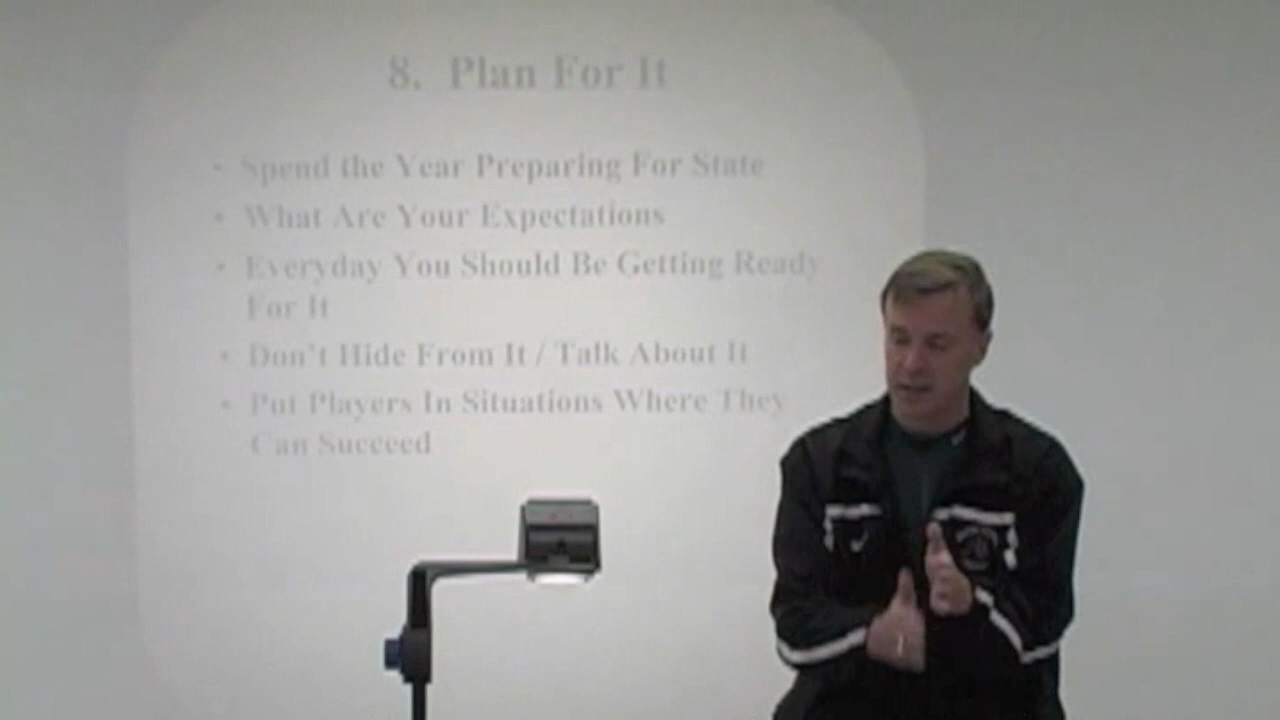 8. Plan For It
• Spend the Year Preparing For State
• What Are Your Expectations
• Everyday You Should Be Getting Ready
For It
• Don't Hide From It / Talk About It
• Put Players In Situations Where They
Can Succeed